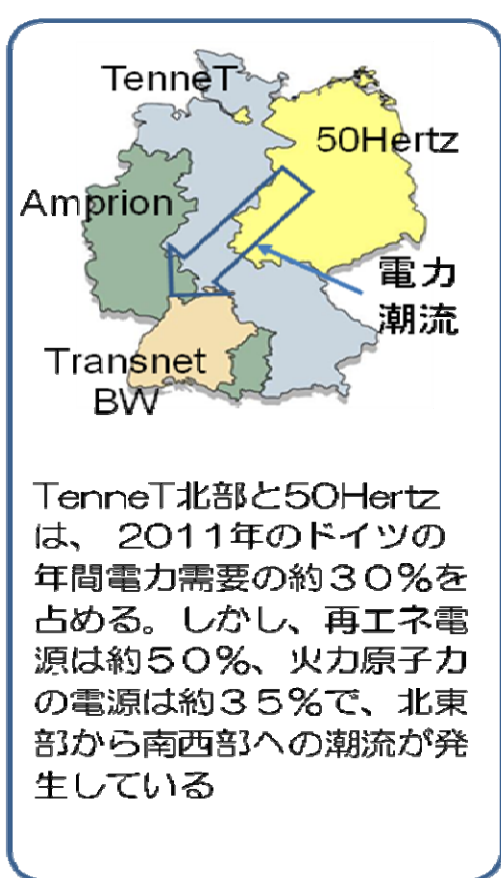 TenneT
50Hertz
Amprion
電力
潮流
Transnet
BW
TenneT北部と50Hertz
は、2011年のドイツの
年間電力需要の約30%を
占める。しかし、再エネ電
源は約50%、火力原子力
の電源は約35%で、北東
部から南西部への潮流が発
生している